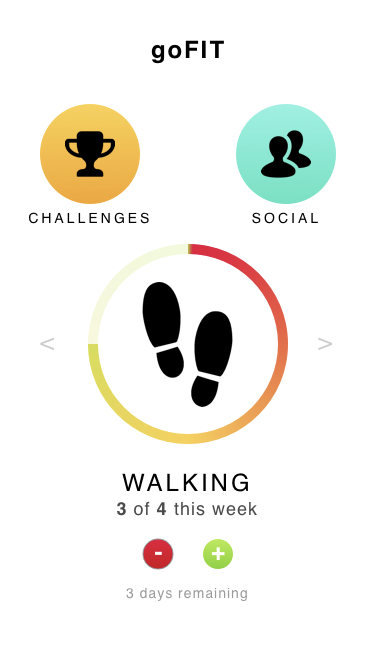 goFIT
CHALLENGES
SOCIAL
< >
WALKING
3 of 4 this week
- +
3 days remaining